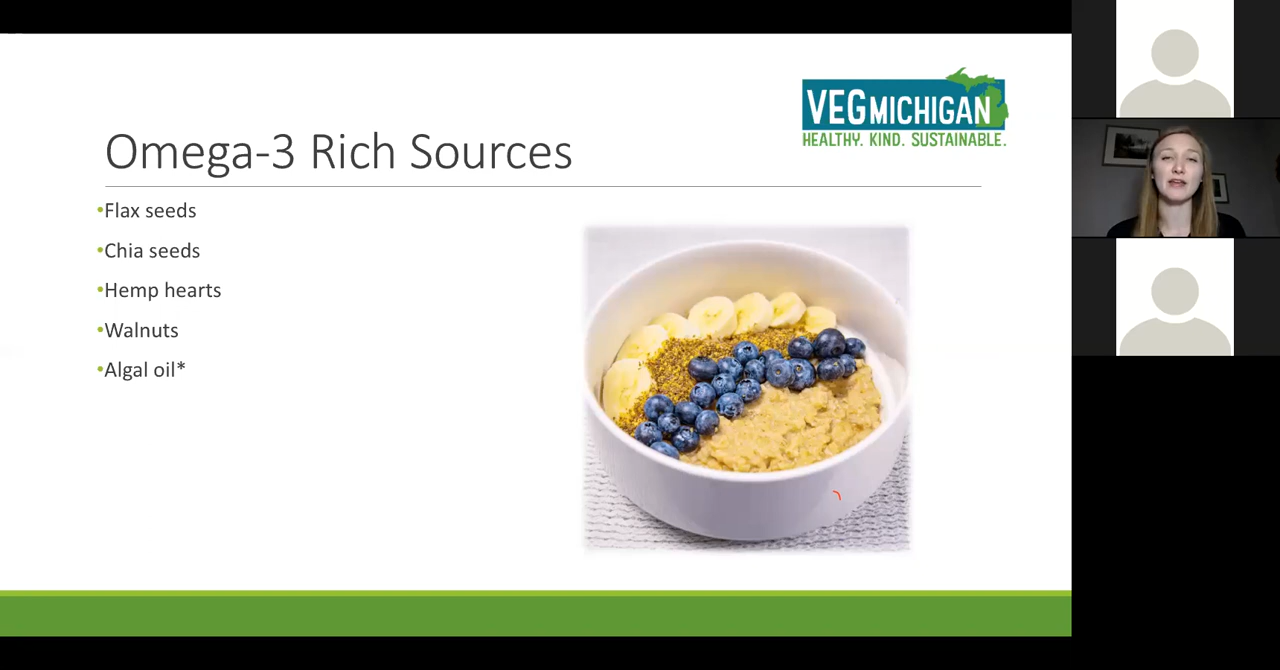 VEGMICHIGAN
HEALTHY. KIND. SUSTAINABLE.
Omega-3 Rich Sources
•Flax seeds
•Chia seeds
•Hemp hearts
•Walnuts
•Algal oil*